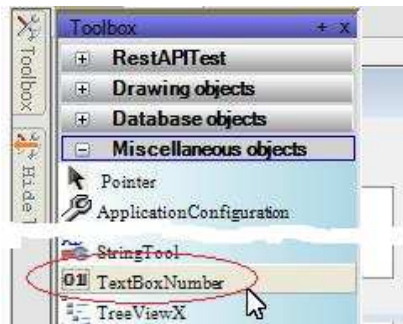 Toolbox + x
RestAPITest
Drawing objects
Database objects
Miscellaneous objects
Pointer
ApplicationConfiguration
StringTool
TextBoxNumber
TreeViewX
Toolbox
Hide